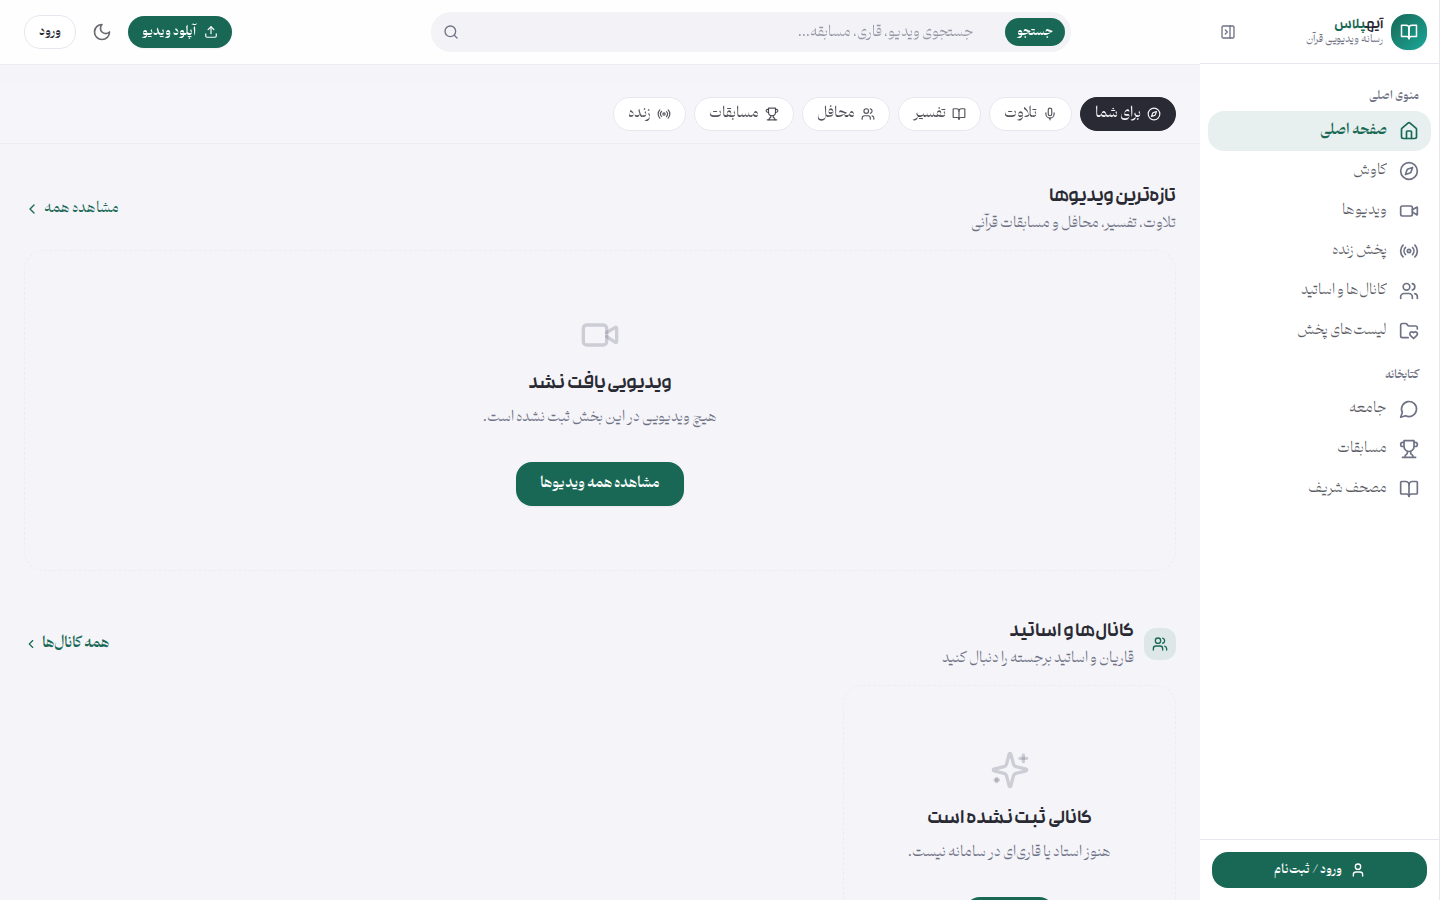 آیهپلاس
رسانه ویدیویی قرآن
منوی اصلی
صفحه اصلی
کاوش
ویدیوها
پخش زنده
کانال‌ها و اساتید
لیست‌های پخش
کتابخانه
جامعه
مسابقات
مصحف شریف
ورود / ثبت‌نام
جستجو
جستجوی ویدیو، قاری، مسابقه...
آپلود ویدیو
ورود
برای شما
تلاوت
تفسیر
محافل
مسابقات
زنده
تازه‌ترین ویدیوها
تلاوت، تفسیر، محافل و مسابقات قرآنی
مشاهده همه
ویدیویی یافت نشد
هیچ ویدیویی در این بخش ثبت نشده است.
مشاهده همه ویدیوها
کانال‌ها و اساتید
قاریان و اساتید برجسته را دنبال کنید
همه کانال‌ها
کانالی ثبت نشده است
هنوز استاد یا قاری‌ای در سامانه نیست.